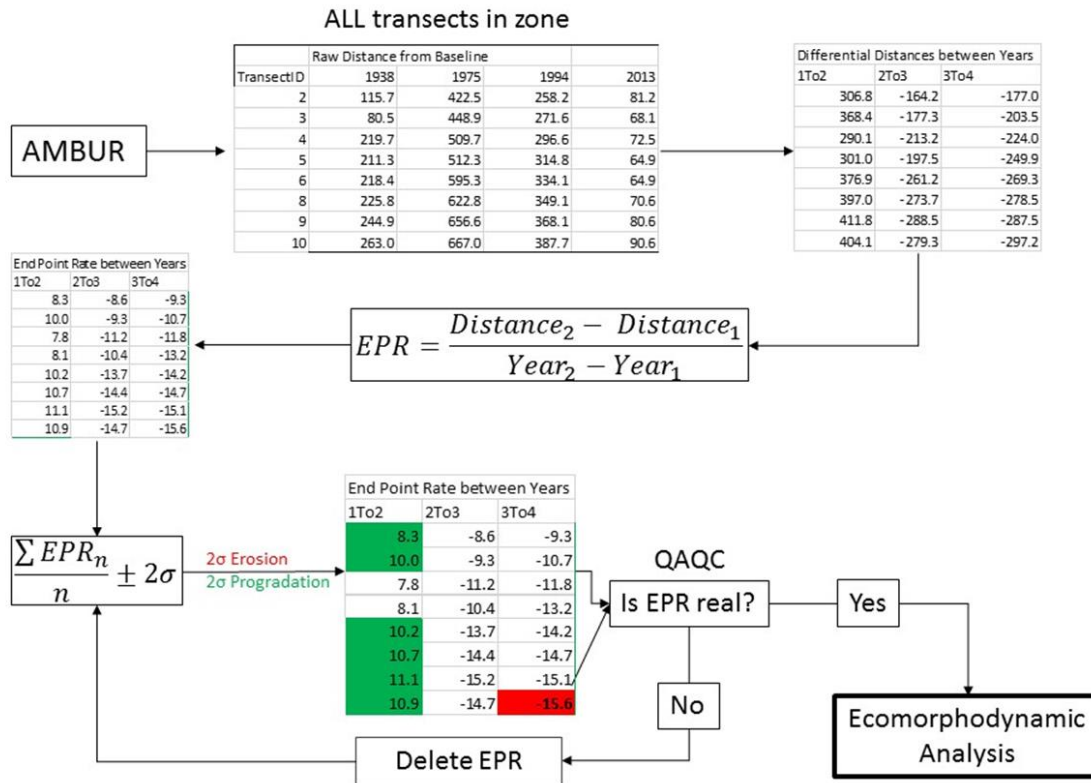 ALL transects in zone
AMBUR
Raw Distance from Baseline
TransectID 1938 1975 1994 2013
2 115.7 422.5 258.2 81.2
3 80.5 448.9 271.6 68.1
4 219.7 509.7 296.6 72.5
5 211.3 512.3 314.8 64.9
6 218.4 595.3 334.1 64.9
8 225.8 622.8 349.1 70.6
9 244.9 656.6 368.1 80.6
10 263.0 667.0 387.7 90.6
Differential Distances between Years
1To2 2To3 3To4
306.8 -164.2 -177.0
368.4 -177.3 -203.5
290.1 -213.2 -224.0
301.0 -197.5 -249.9
376.9 -261.2 -269.3
397.0 -273.7 -278.5
411.8 -288.5 -287.5
404.1 -279.3 -297.2
EPR = (Distance₂ − Distance₁) / (Year₂ − Year₁)
End Point Rate between Years
1To2 2To3 3To4
8.3 -8.6 -9.3
10.0 -9.3 -10.7
7.8 -11.2 -11.8
8.1 -10.4 -13.2
10.2 -13.7 -14.2
10.7 -14.4 -14.7
11.1 -15.2 -15.1
10.9 -14.7 -15.6
∑ EPRₙ / n ± 2σ
2σ Erosion
2σ Progradation
End Point Rate between Years
1To2 2To3 3To4
8.3 -8.6 -9.3
10.0 -9.3 -10.7
7.8 -11.2 -11.8
8.1 -10.4 -13.2
10.2 -13.7 -14.2
10.7 -14.4 -14.7
11.1 -15.2 -15.1
10.9 -14.7 -15.6
QAQC
Is EPR real?
Yes
No
Delete EPR
Ecomorphodynamic
Analysis